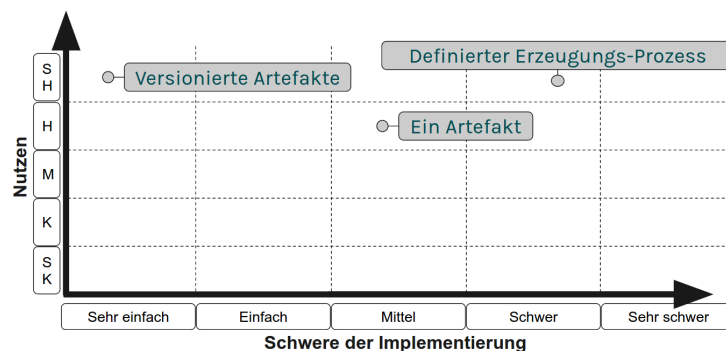 Definierter Erzeugungs-Prozess
Versionierte Artefakte
Ein Artefakt
Nutzen
S
H
H
M
K
S
K
Sehr einfach
Einfach
Mittel
Schwer
Sehr schwer
Schwere der Implementierung